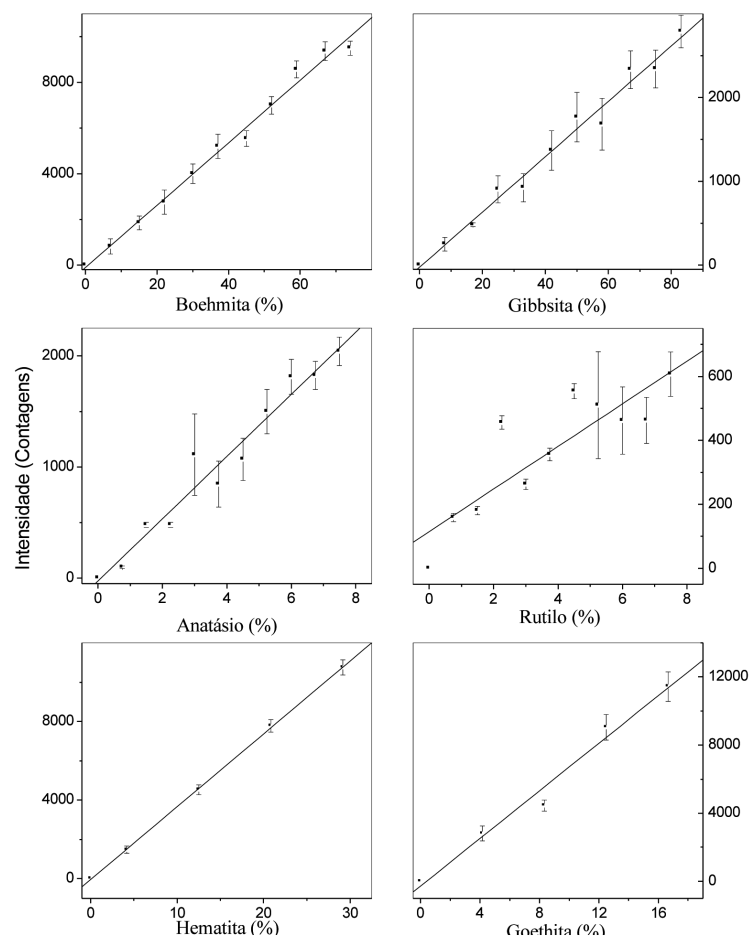 8000
4000
0
0 20 40 60
Boehmita (%)
2000
1000
0
0 20 40 60 80
Gibbsita (%)
Intensidade (Contagens)
2000
1000
0
0 2 4 6 8
Anatásio (%)
600
400
200
0
0 2 4 6 8
Rutilo (%)
8000
4000
0
0 10 20 30
Hematita (%)
12000
8000
4000
0
0 4 8 12 16
Goethita (%)